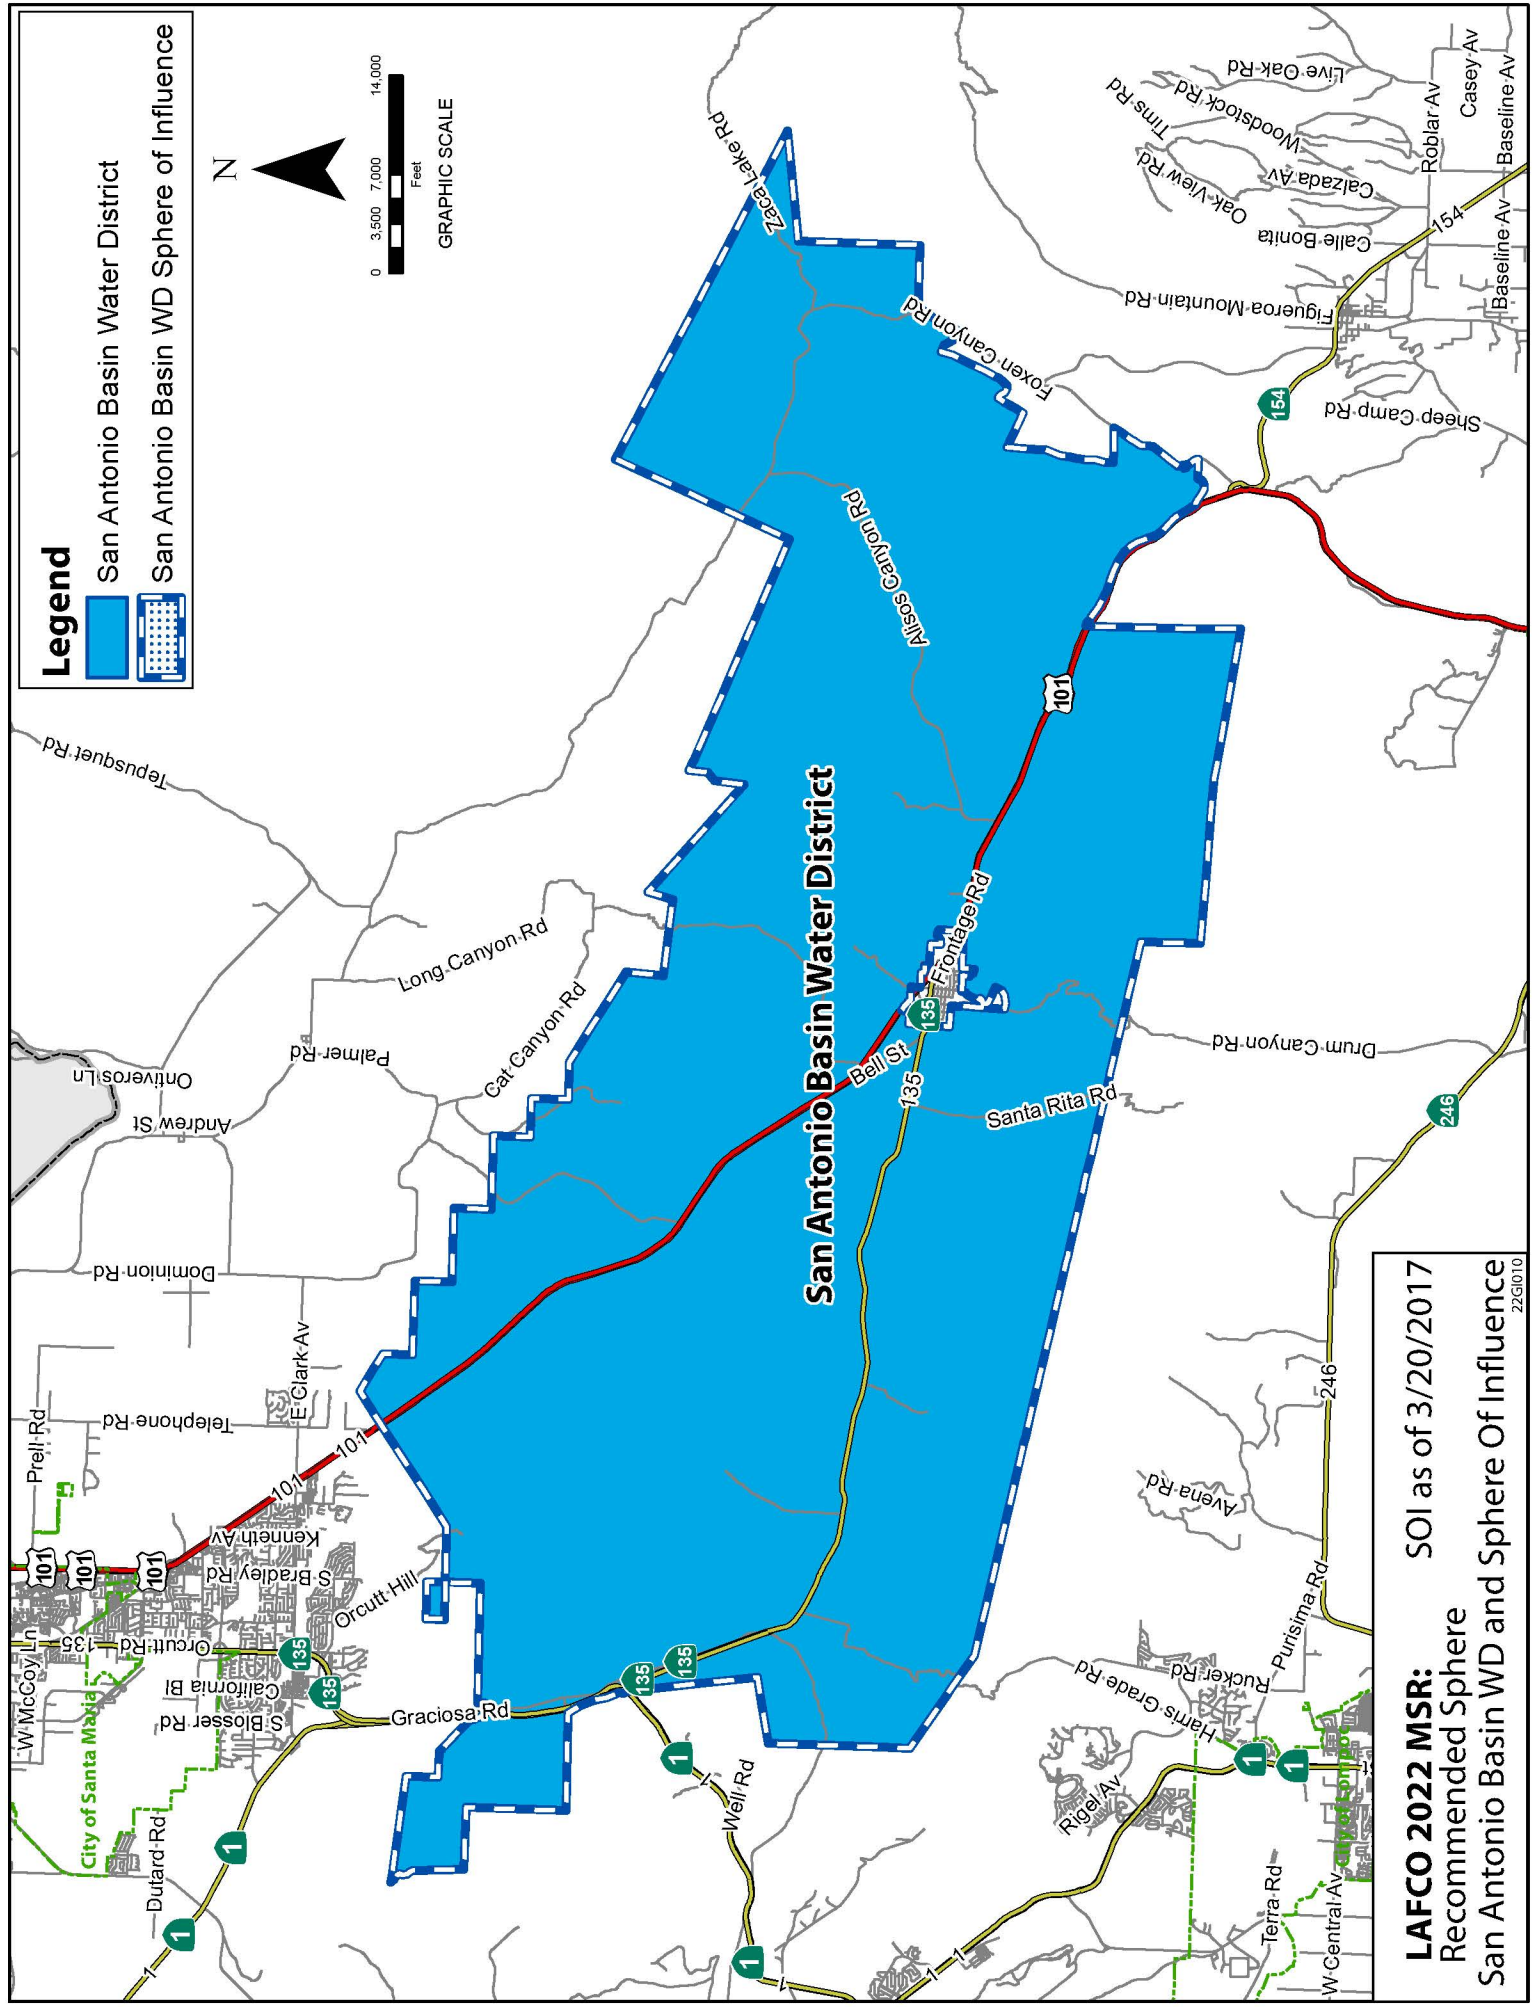 Legend
San Antonio Basin Water District
San Antonio Basin WD Sphere of Influence
N
0 3,500 7,000 14,000
Feet
GRAPHIC SCALE
San Antonio Basin Water District
City of Santa Maria
W McCoy Ln
Prell Rd
Telephone Rd
Dominion Rd
Andrew St
Ontiveros Ln
Tepusquet Rd
Palmer Rd
Long Canyon Rd
Cat Canyon Rd
E Clark Av
101
101
101
101
101
Kenneth Av
S Bradley Rd
Orcutt Rd
135
135
135
California Bl
S Blosser Rd
Orcutt Hill
Graciosa Rd
Dutard Rd
1
1
1
135
135
1
1
1
1
Well Rd
Zaca Lake Rd
Foxen Canyon Rd
Alisos Canyon Rd
101
Frontage Rd
135
Bell St
135
Santa Rita Rd
Drum Canyon Rd
Figueroa Mountain Rd
Tims Rd
Woodstock Rd
Live Oak Rd
Oak View Rd
Calzada Av
Calle Bonita
Roblar Av
Casey Av
Baseline Av
Baseline Av
154
154
Sheep Camp Rd
246
246
Avena Rd
Purisima Rd
Rucker Rd
Harris Grade Rd
Rigel Av
1
1
1
City of Lompoc
Terra Rd
W Central Av
LAFCO 2022 MSR: SOI as of 3/20/2017
Recommended Sphere
San Antonio Basin WD and Sphere Of Influence
22GI010